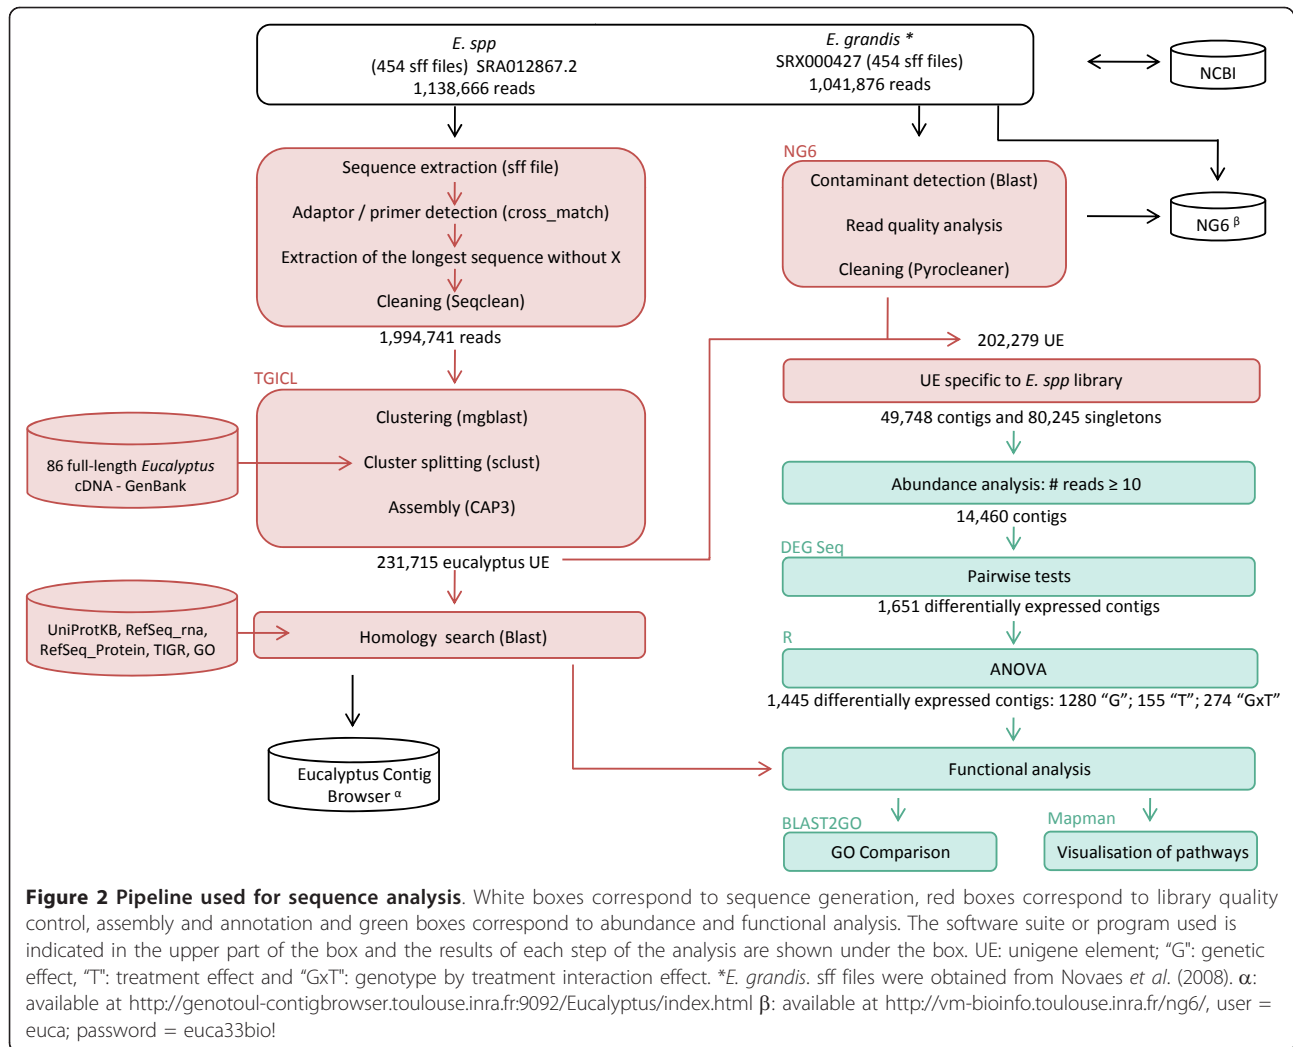 E. spp
(454 sff files) SRA012867.2
1,138,666 reads
E. grandis *
SRX000427 (454 sff files)
1,041,876 reads
NCBI
Sequence extraction (sff file)
Adaptor / primer detection (cross_match)
Extraction of the longest sequence without X
Cleaning (Seqclean)
1,994,741 reads
NG6
Contaminant detection (Blast)
Read quality analysis
Cleaning (Pyrocleaner)
NG6 β
TGICL
Clustering (mgblast)
Cluster splitting (sclust)
Assembly (CAP3)
86 full-length Eucalyptus
cDNA - GenBank
231,715 eucalyptus UE
UniProtKB, RefSeq_rna,
RefSeq_Protein, TIGR, GO
Homology search (Blast)
Eucalyptus Contig
Browser α
202,279 UE
UE specific to E. spp library
49,748 contigs and 80,245 singletons
Abundance analysis: # reads ≥ 10
14,460 contigs
DEG Seq
Pairwise tests
1,651 differentially expressed contigs
R
ANOVA
1,445 differentially expressed contigs: 1280 “G”; 155 “T”; 274 “GxT”
Functional analysis
BLAST2GO
GO Comparison
Mapman
Visualisation of pathways
Figure 2 Pipeline used for sequence analysis. White boxes correspond to sequence generation, red boxes correspond to library quality
control, assembly and annotation and green boxes correspond to abundance and functional analysis. The software suite or program used is
indicated in the upper part of the box and the results of each step of the analysis are shown under the box. UE: unigene element; “G”: genetic
effect, “T”: treatment effect and “GxT”: genotype by treatment interaction effect. *E. grandis. sff files were obtained from Novaes et al. (2008). α:
available at http://genotoul-contigbrowser.toulouse.inra.fr:9092/Eucalyptus/index.html β: available at http://vm-bioinfo.toulouse.inra.fr/ng6/, user =
euca; password = euca33bio!